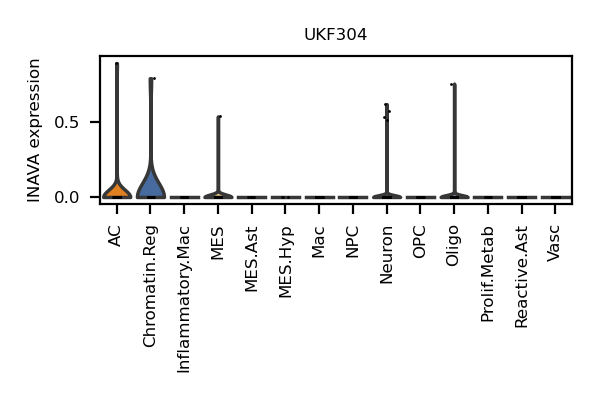 UKF304
INAVA expression
0.5
0.0
AC
Chromatin.Reg
Inflammatory.Mac
MES
MES.Ast
MES.Hyp
Mac
NPC
Neuron
OPC
Oligo
Prolif.Metab
Reactive.Ast
Vasc